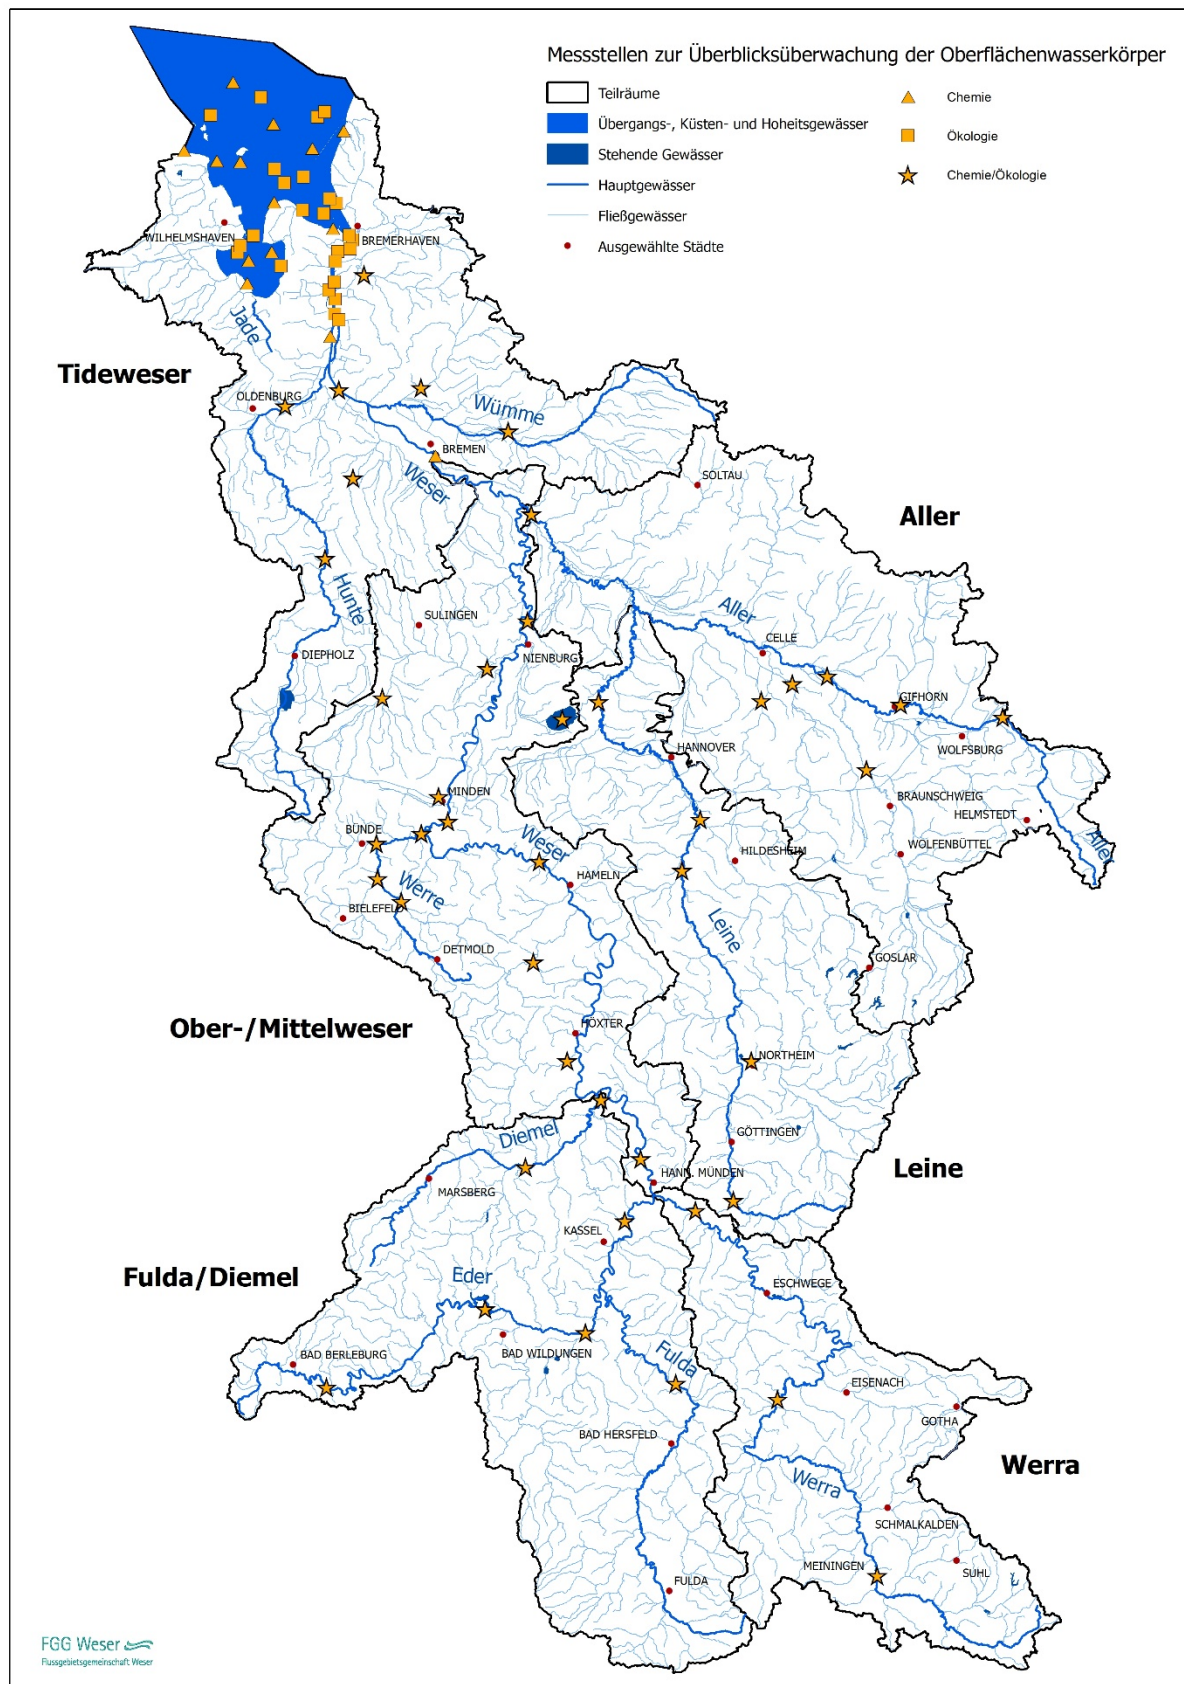 Messstellen zur Überblicksüberwachung der Oberflächenwasserkörper
Teilräume
Übergangs-, Küsten- und Hoheitsgewässer
Stehende Gewässer
Hauptgewässer
Fließgewässer
Ausgewählte Städte
Chemie
Ökologie
Chemie/Ökologie
WILHELMSHAVEN
BREMERHAVEN
Jade
Tideweser
OLDENBURG
Wümme
BREMEN
Weser
SOLTAU
Aller
Hunte
SULINGEN
Aller
CELLE
DIEPHOLZ
NIENBURG
GIFHORN
WOLFSBURG
HANNOVER
MINDEN
BRAUNSCHWEIG
HELMSTEDT
BÜNDE
Weser
WOLFENBÜTTEL
Aller
HILDESHEIM
HAMELN
Werre
BIELEFELD
Leine
DETMOLD
GOSLAR
Ober-/Mittelweser
HÖXTER
NORTHEIM
Diemel
GÖTTINGEN
Leine
HANN. MÜNDEN
MARSBERG
KASSEL
Fulda/Diemel
Eder
ESCHWEGE
BAD WILDUNGEN
Fulda
BAD BERLEBURG
EISENACH
GOTHA
BAD HERSFELD
Werra
Werra
SCHMALKALDEN
MEININGEN
SUHL
FULDA
FGG Weser
Flussgebietsgemeinschaft Weser